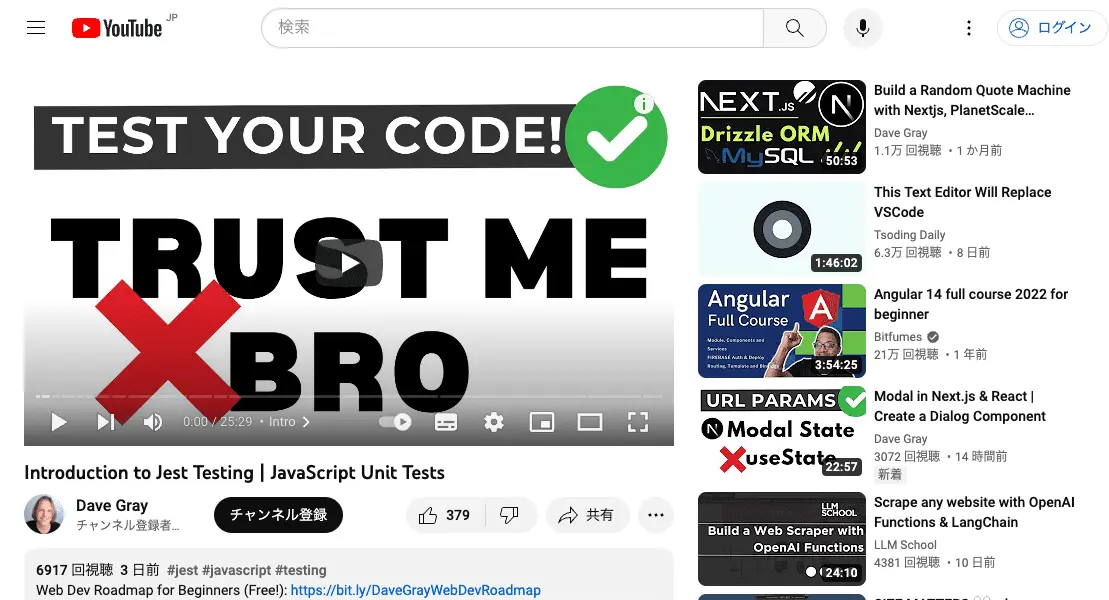 YouTube JP
検索
ログイン
TEST YOUR CODE!
i
TRUST ME
BRO
0:00 / 25:29 • Intro
Introduction to Jest Testing | JavaScript Unit Tests
Dave Gray
チャンネル登録者...
チャンネル登録
379
共有
6917 回視聴 3 日前 #jest #javascript #testing
Web Dev Roadmap for Beginners (Free!): https://bit.ly/DaveGrayWebDevRoadmap
NEXT.JS
N
Drizzle ORM
MySQL
50:53
Build a Random Quote Machine
with Nextjs, PlanetScale…
Dave Gray
1.1万 回視聴 ・1 か月前
1:46:02
This Text Editor Will Replace
VSCode
Tsoding Daily
6.3万 回視聴 ・8 日前
Angular
Full Course
Module, Components and
Services
FIREBASE Auth & Deploy
Routing, Template and
3:54:25
Angular 14 full course 2022 for
beginner
Bitfumes
21万 回視聴 ・1 年前
URL PARAMS
N Modal State
useState
22:57
Modal in Next.js & React |
Create a Dialog Component
Dave Gray
3072 回視聴 ・14 時間前
新着
LLM
SCHOOL
Build a Web Scraper with
OpenAI Functions
24:10
Scrape any website with OpenAI
Functions & LangChain
LLM School
4381 回視聴 ・10 日前